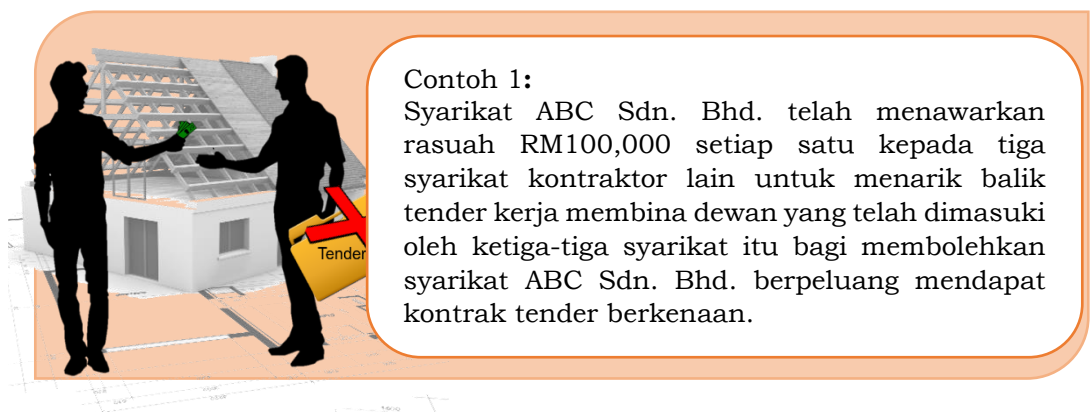 Contoh 1:
Syarikat ABC Sdn. Bhd. telah menawarkan
rasuah RM100,000 setiap satu kepada tiga
syarikat kontraktor lain untuk menarik balik
tender kerja membina dewan yang telah dimasuki
oleh ketiga-tiga syarikat itu bagi membolehkan
syarikat ABC Sdn. Bhd. berpeluang mendapat
kontrak tender berkenaan.
Tender